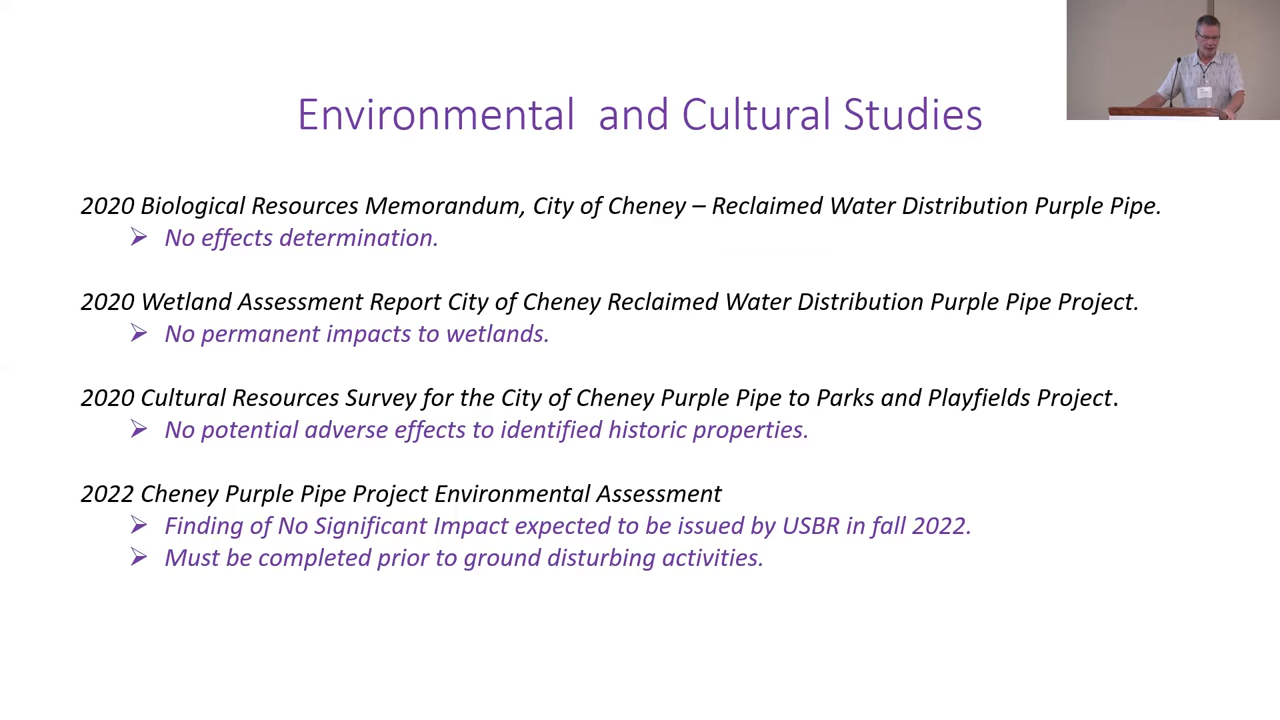 Environmental  and Cultural Studies
2020 Biological Resources Memorandum, City of Cheney – Reclaimed Water Distribution Purple Pipe.
➢ No effects determination.
2020 Wetland Assessment Report City of Cheney Reclaimed Water Distribution Purple Pipe Project.
➢ No permanent impacts to wetlands.
2020 Cultural Resources Survey for the City of Cheney Purple Pipe to Parks and Playfields Project.
➢ No potential adverse effects to identified historic properties.
2022 Cheney Purple Pipe Project Environmental Assessment
➢ Finding of No Significant Impact expected to be issued by USBR in fall 2022.
➢ Must be completed prior to ground disturbing activities.